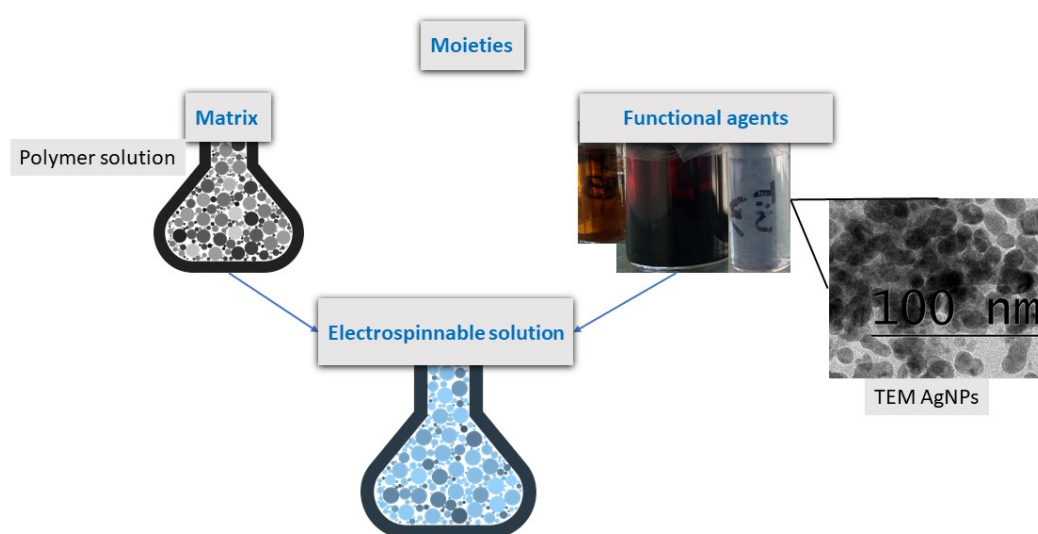 Moieties
Matrix
Functional agents
Polymer solution
100 nm
Electrospinnable solution
TEM AgNPs